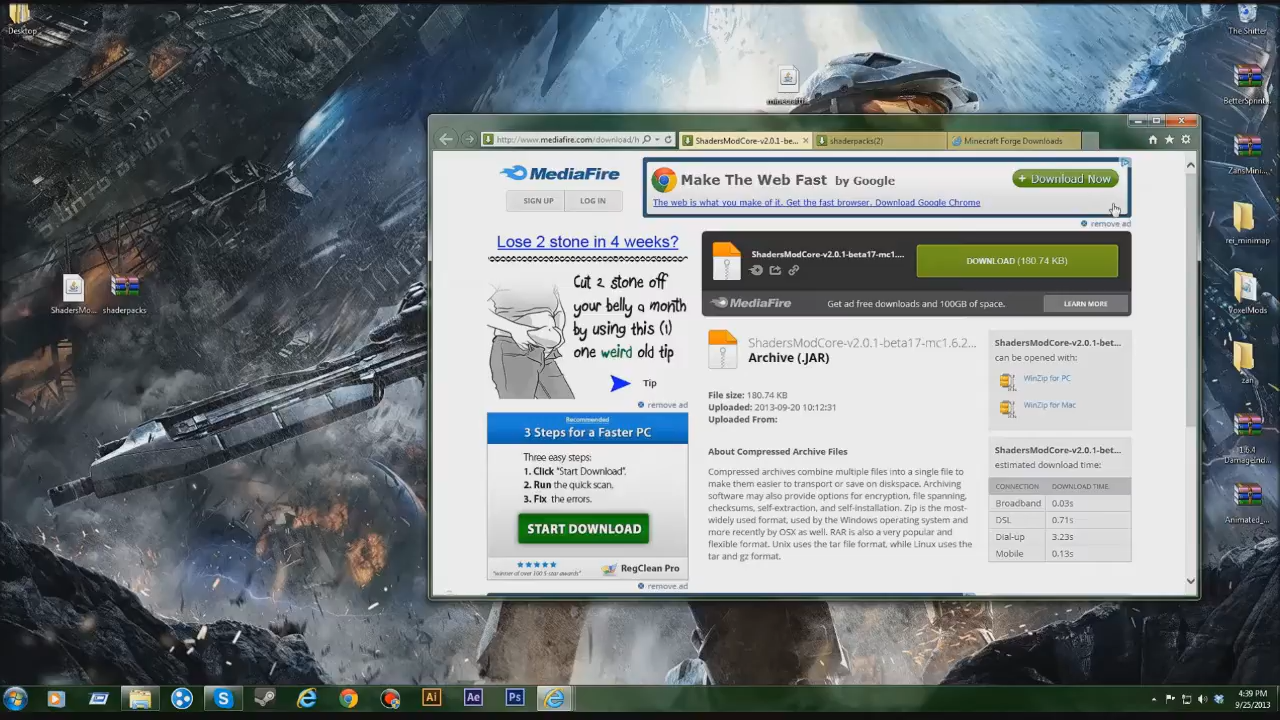 Desktop
The Shitter
minecraftf...
BetterSprint...
ZansMini...
rei_minimap
VoxelMods
zan
1.6.4
DamageInd...
Animated_...
ShadersMo...
shaderpacks
http://www.mediafire.com/download/h
ShadersModCore-v2.0.1-be...
shaderpacks(2)
Minecraft Forge Downloads
MediaFire
SIGN UP
LOG IN
Make The Web Fast by Google
+ Download Now
The web is what you make of it. Get the fast browser. Download Google Chrome
remove ad
Lose 2 stone in 4 weeks?
Cut 2 stone off
your belly a month
by using this (1)
one weird old tip
Tip
remove ad
Recommended
3 Steps for a Faster PC
Three easy steps:
1. Click "Start Download".
2. Run the quick scan.
3. Fix the errors.
START DOWNLOAD
"winner of over 100 5-star awards"
RegClean Pro
remove ad
ShadersModCore-v2.0.1-beta17-mc1....
DOWNLOAD (180.74 KB)
MediaFire
Get ad free downloads and 100GB of space.
LEARN MORE
ShadersModCore-v2.0.1-beta17-mc1.6.2...
Archive (.JAR)
File size: 180.74 KB
Uploaded: 2013-09-20 10:12:31
Uploaded From:
About Compressed Archive Files
Compressed archives combine multiple files into a single file to
make them easier to transport or save on diskspace. Archiving
software may also provide options for encryption, file spanning,
checksums, self-extraction, and self-installation. Zip is the most-
widely used format, used by the Windows operating system and
more recently by OSX as well. RAR is also a very popular and
flexible format. Unix uses the tar file format, while Linux uses the
tar and gz format.
ShadersModCore-v2.0.1-bet...
can be opened with:
WinZip for PC
WinZip for Mac
ShadersModCore-v2.0.1-bet...
estimated download time:
CONNECTION DOWNLOAD TIME
Broadband 0.03s
DSL 0.71s
Dial-up 3.23s
Mobile 0.13s
Ai
Ae
Ps
4:39 PM
9/25/2013